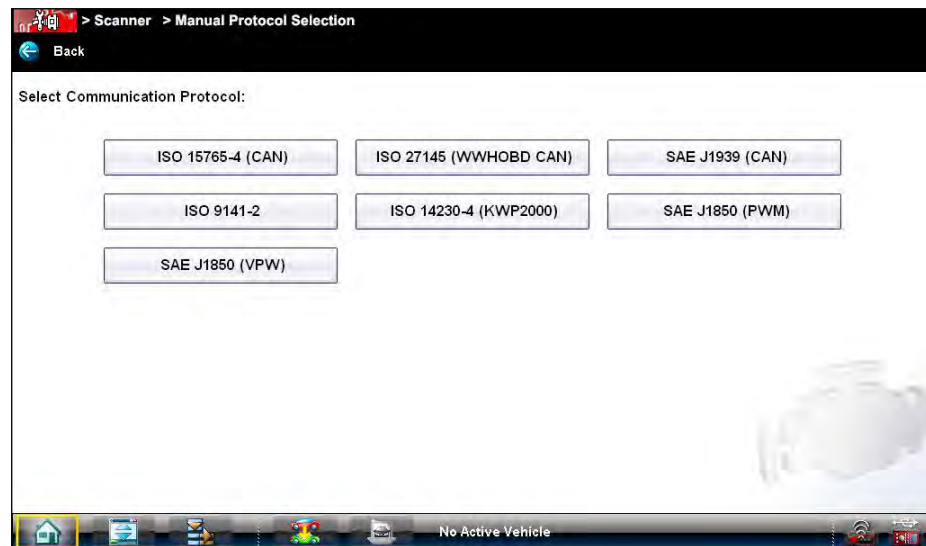 > Scanner > Manual Protocol Selection
Back
Select Communication Protocol:
ISO 15765-4 (CAN)
ISO 27145 (WWHOBD CAN)
SAE J1939 (CAN)
ISO 9141-2
ISO 14230-4 (KWP2000)
SAE J1850 (PWM)
SAE J1850 (VPW)
No Active Vehicle